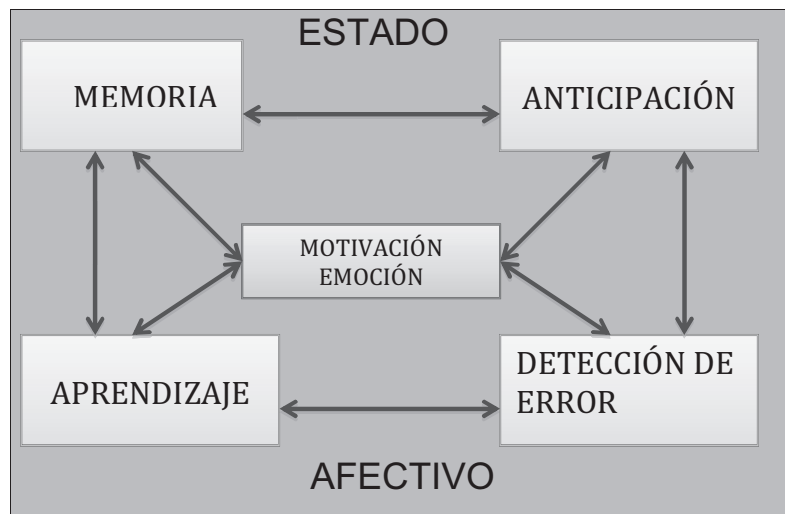 ESTADO
MEMORIA
ANTICIPACIÓN
MOTIVACIÓN
EMOCIÓN
APRENDIZAJE
DETECCIÓN DE
ERROR
AFECTIVO